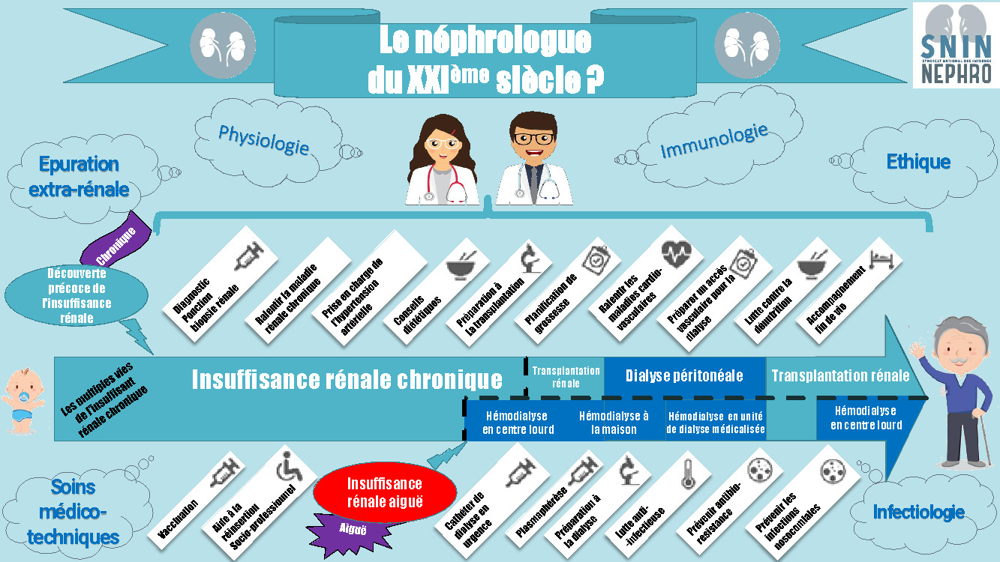 Le néphrologue
du XXIème siècle ?
SNIN
SYNDICAT NATIONAL DES INTERNES
NEPHRO
Physiologie
Immunologie
Epuration
extra-rénale
Ethique
Chronique
Découverte
précoce de
l'insuffisance
rénale
Diagnostic
Ponction
biopsie rénale
Ralentir la maladie
rénale chronique
Prise en charge de
l'hypertension
artérielle
Conseils
diététiques
Préparation à
La transplantation
Planification de
grossesse
Ralentir les
maladies cardio-
vasculaires
Préparer un accès
vasculaire pour la
dialyse
Lutte contre la
dénutrition
Accompagnement
fin de vie
Les multiples vies
de l'insuffisant
rénale chronique
Insuffisance rénale chronique
Transplantation
rénale
Dialyse péritonéale
Transplantation rénale
Hémodialyse
en centre lourd
Hémodialyse à
la maison
Hémodialyse en unité
de dialyse médicalisée
Hémodialyse
en centre lourd
Soins
médico-
techniques
Vaccination
Aide à la
réinsertion
Socio-professionnel
Insuffisance
rénale aiguë
Aiguë
Cathéter de
dialyse en
urgence
Plasmaphérèse
Préparation à
la dialyse
Lutte anti-
-infectieuse
Prévenir antibio-
resistance
Prévenir les
infections
nosocomiales
Infectiologie